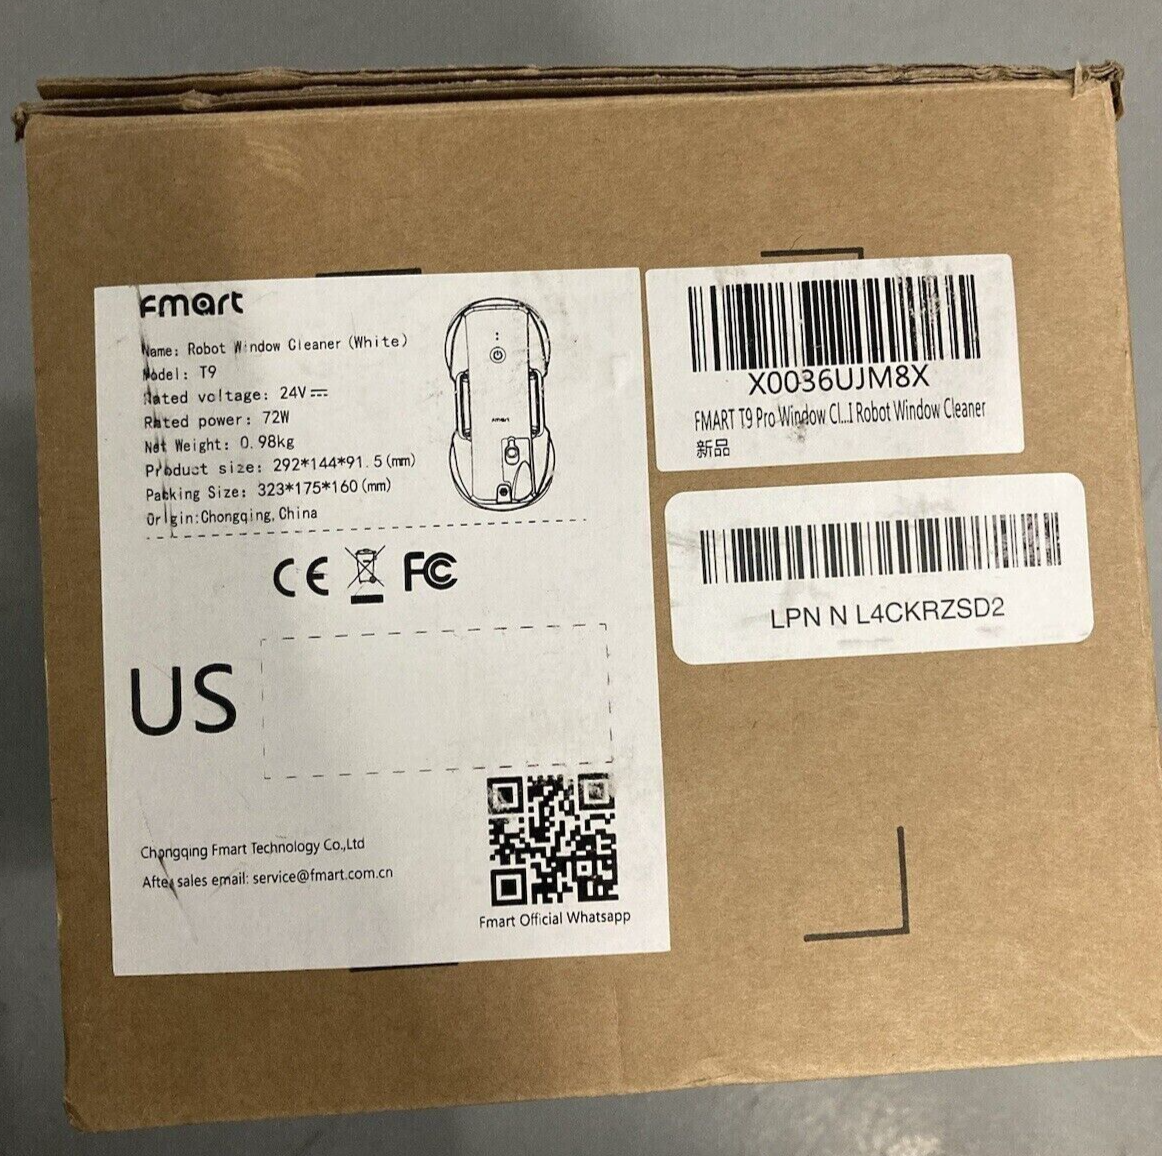 Fmart
Name: Robot Window Cleaner (White)
Model: T9
Rated voltage: 24V
Rated power: 72W
Net Weight: 0.98kg
Product size: 292*144*91.5(mm)
Packing Size: 323*175*160(mm)
Origin:Chongqing, China
Fmart
CE FC
US
Chongqing Fmart Technology Co.,Ltd
After sales email: service@fmart.com.cn
Fmart Official Whatsapp
X0036UJM8X
FMART T9 Pro Window Cl...I Robot Window Cleaner
新品
LPN N L4CKRZSD2